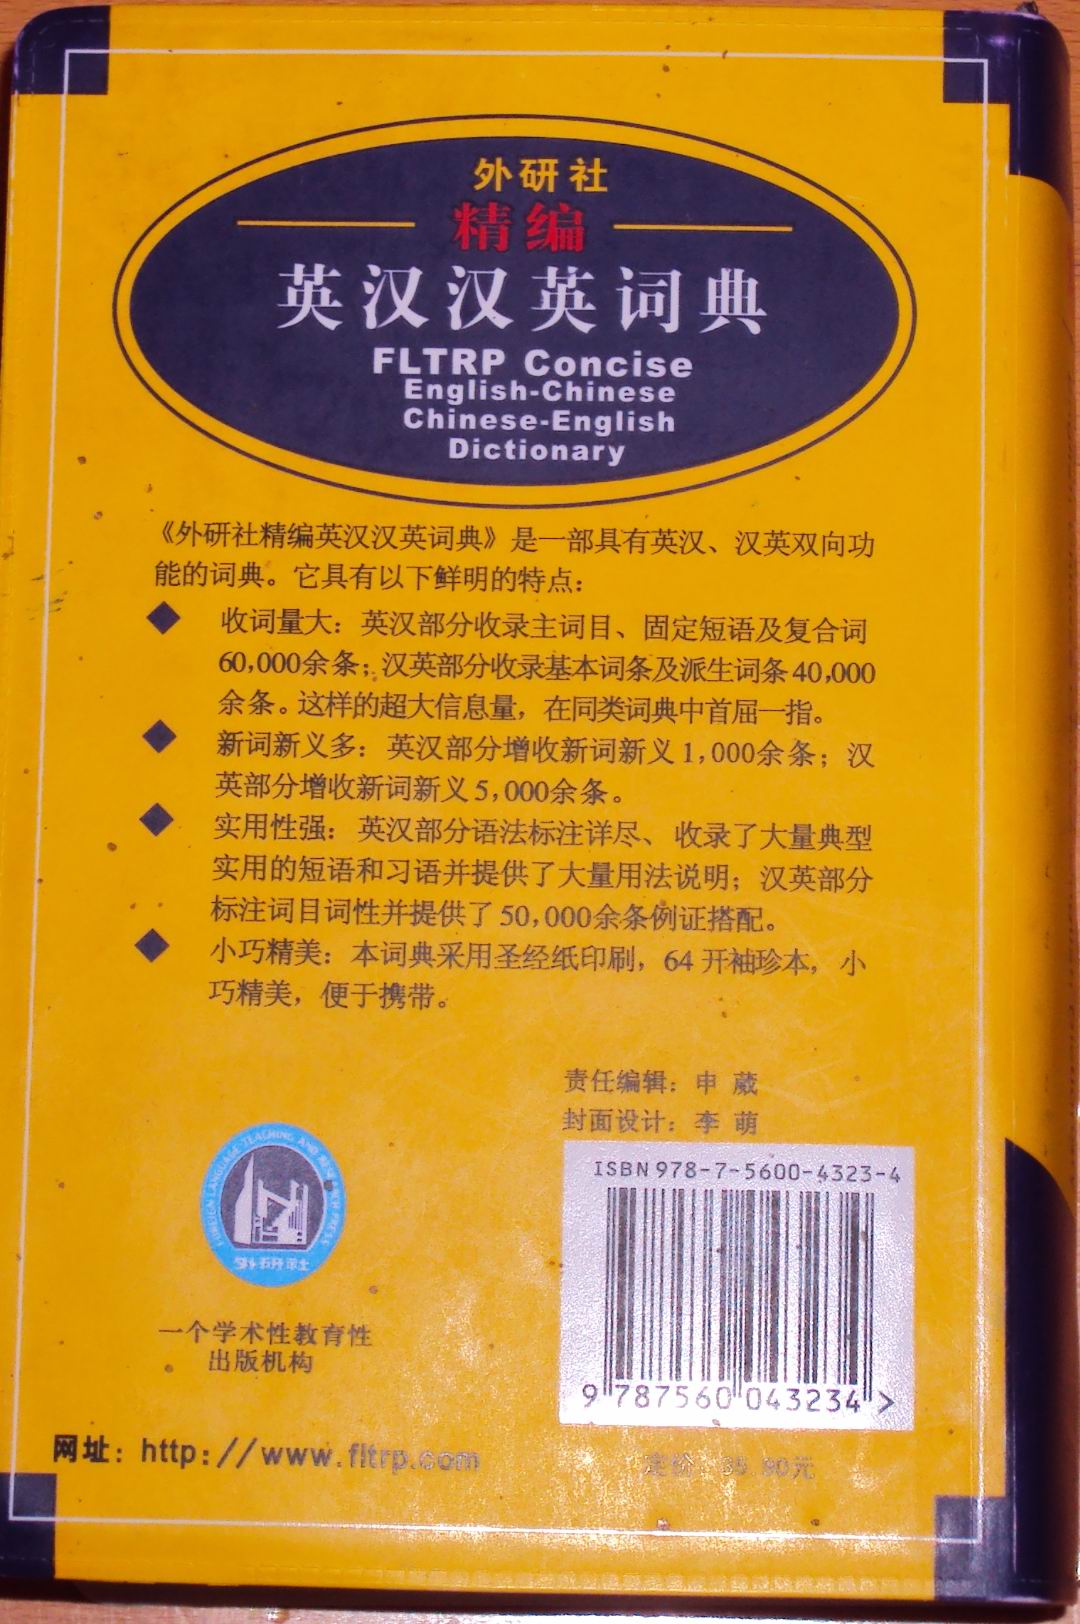 外研社
精编
英汉汉英词典
FLTRP Concise
English-Chinese
Chinese-English
Dictionary
《外研社精编英汉汉英词典》是一部具有英汉、汉英双向功
能的词典。它具有以下鲜明的特点：
收词量大：英汉部分收录主词目、固定短语及复合词
60,000余条；汉英部分收录基本词条及派生词条40,000
余条。这样的超大信息量，在同类词典中首屈一指。
新词新义多：英汉部分增收新词新义1,000余条；汉
英部分增收新词新义5,000余条。
实用性强：英汉部分语法标注详尽、收录了大量典型
实用的短语和习语并提供了大量用法说明；汉英部分
标注词目词性并提供了50,000余条例证搭配。
小巧精美：本词典采用圣经纸印刷，64开袖珍本，小
巧精美，便于携带。
责任编辑：申葳
封面设计：李萌
ISBN 978-7-5600-4323-4
9 787560 043234 >
FOREIGN LANGUAGE TEACHING AND RESEARCH PRESS
外研社
一个学术性教育性
出版机构
网址：http://www.fltrp.com
定价：元